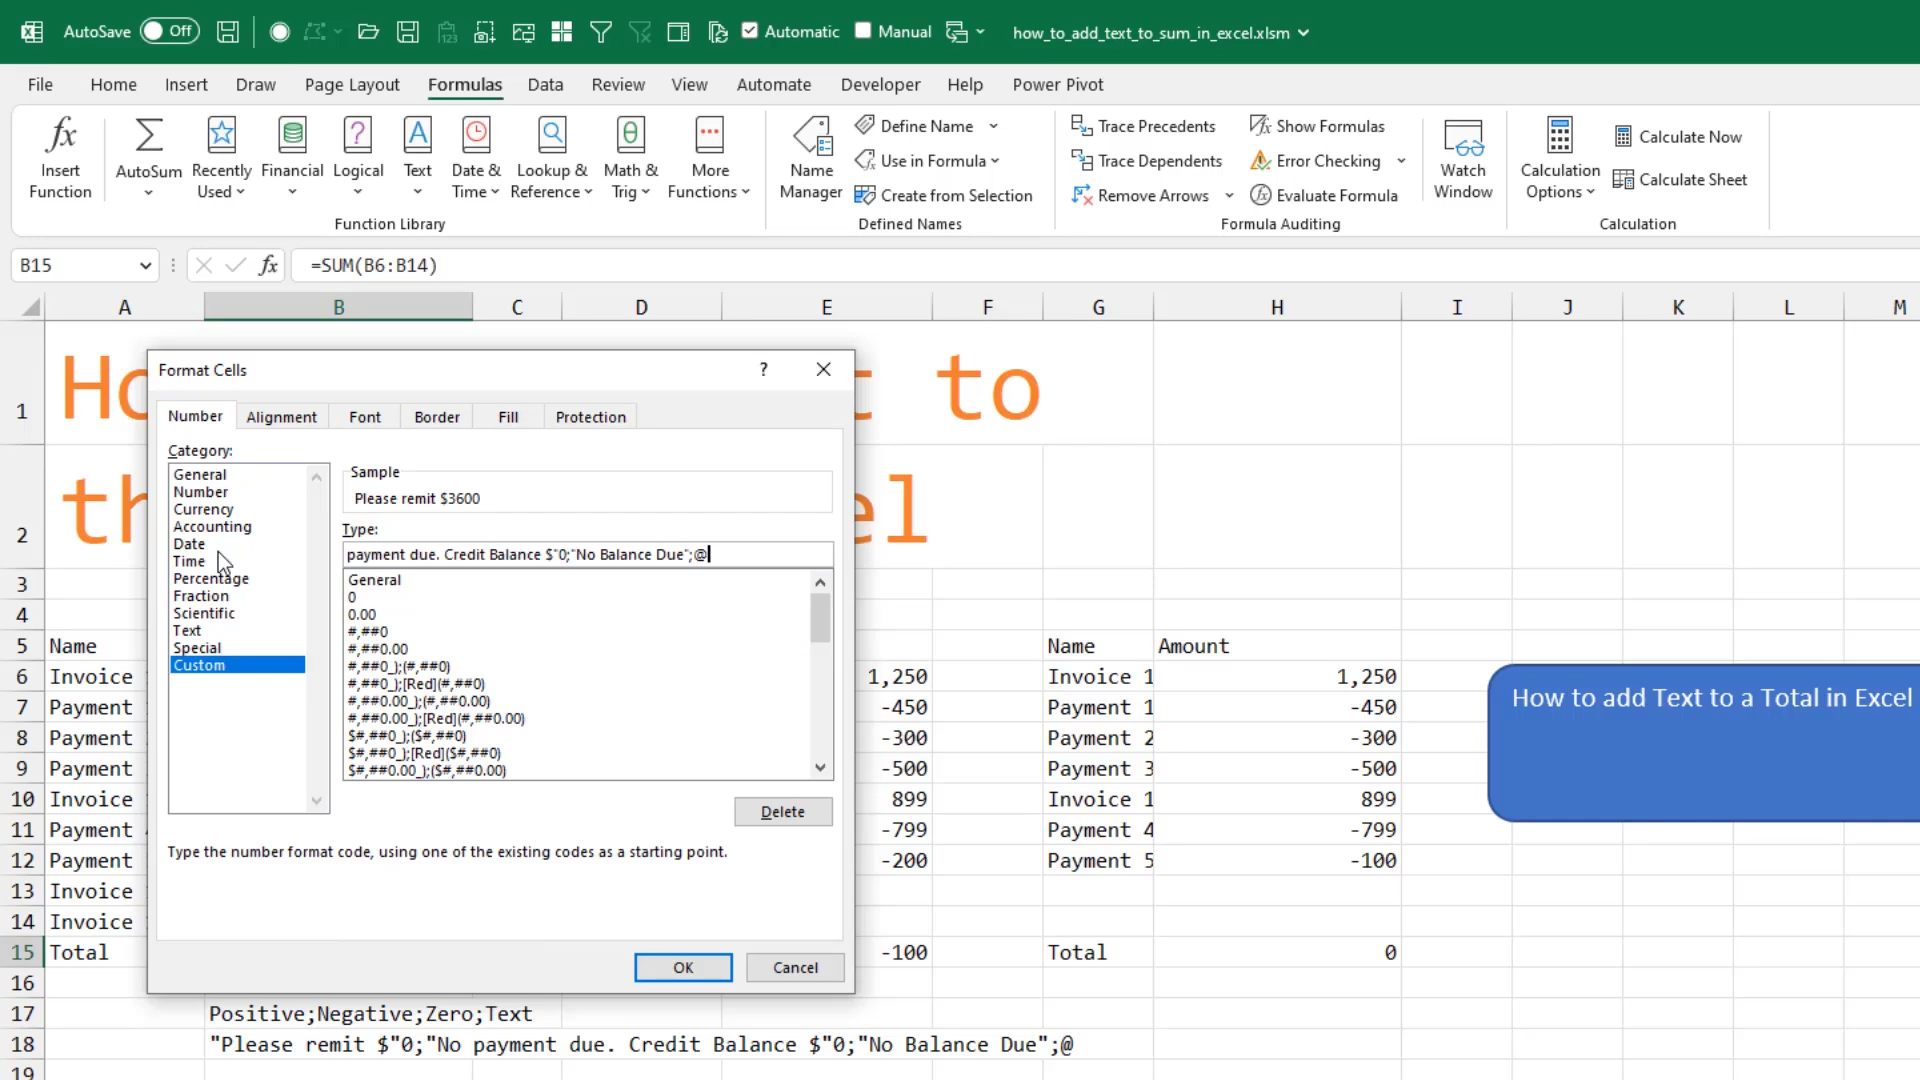 AutoSave Off Automatic Manual how_to_add_text_to_sum_in_excel.xlsm
File Home Insert Draw Page Layout Formulas Data Review View Automate Developer Help Power Pivot
Insert Function
AutoSum
Recently Used
Financial
Logical
Text
Date & Time
Lookup & Reference
Math & Trig
More Functions
Function Library
Name Manager
Define Name
Use in Formula
Create from Selection
Defined Names
Trace Precedents
Trace Dependents
Remove Arrows
Show Formulas
Error Checking
Evaluate Formula
Formula Auditing
Watch Window
Calculation Options
Calculate Now
Calculate Sheet
Calculation
B15 fx =SUM(B6:B14)
A B C D E F G H I J K L M
1 to
2
3
4
5 Name Name Amount
6 Invoice 1,250 Invoice 1 1,250
7 Payment -450 Payment 1 -450
8 Payment -300 Payment 2 -300
9 Payment -500 Payment 3 -500
10 Invoice 899 Invoice 1 899
11 Payment -799 Payment 4 -799
12 Payment -200 Payment 5 -100
13 Invoice
14 Invoice
15 Total -100 Total 0
16
17 Positive;Negative;Zero;Text
18 "Please remit $"0;"No payment due. Credit Balance $"0;"No Balance Due";@
19
How to add Text to a Total in Excel
Format Cells ?
Number Alignment Font Border Fill Protection
Category:
General
Number
Currency
Accounting
Date
Time
Percentage
Fraction
Scientific
Text
Special
Custom
Sample
Please remit $3600
Type:
payment due. Credit Balance $"0;"No Balance Due";@
General
0
0.00
#,##0
#,##0.00
#,##0_);(#,##0)
#,##0_);[Red](#,##0)
#,##0.00_);(#,##0.00)
#,##0.00_);[Red](#,##0.00)
$#,##0_);($#,##0)
$#,##0_);[Red]($#,##0)
$#,##0.00_);($#,##0.00)
Delete
Type the number format code, using one of the existing codes as a starting point.
OK Cancel